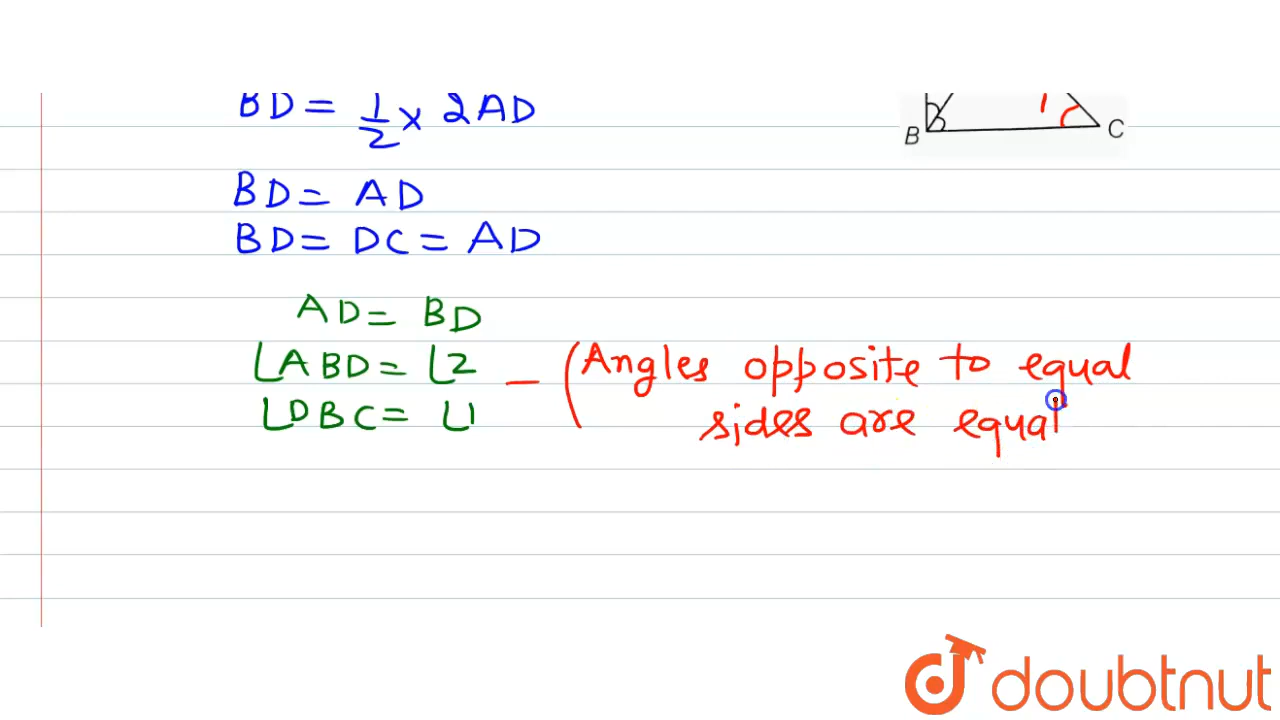 BD = 1/2 × 2AD
BD = AD
BD = DC = AD
AD = BD
∠ABD = ∠2
∠DBC = ∠1
— (Angles opposite to equal
sides are equal
B
1
C
doubtnut